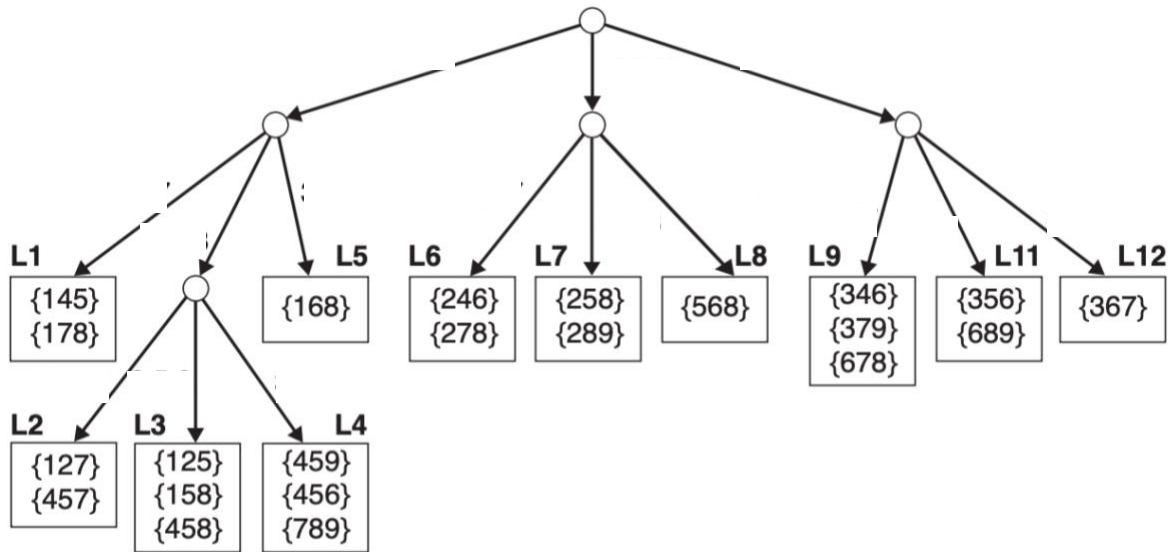 L1
{145}
{178}
L5
{168}
L6
{246}
{278}
L7
{258}
{289}
L8
{568}
L9
{346}
{379}
{678}
L11
{356}
{689}
L12
{367}
L2
{127}
{457}
L3
{125}
{158}
{458}
L4
{459}
{456}
{789}